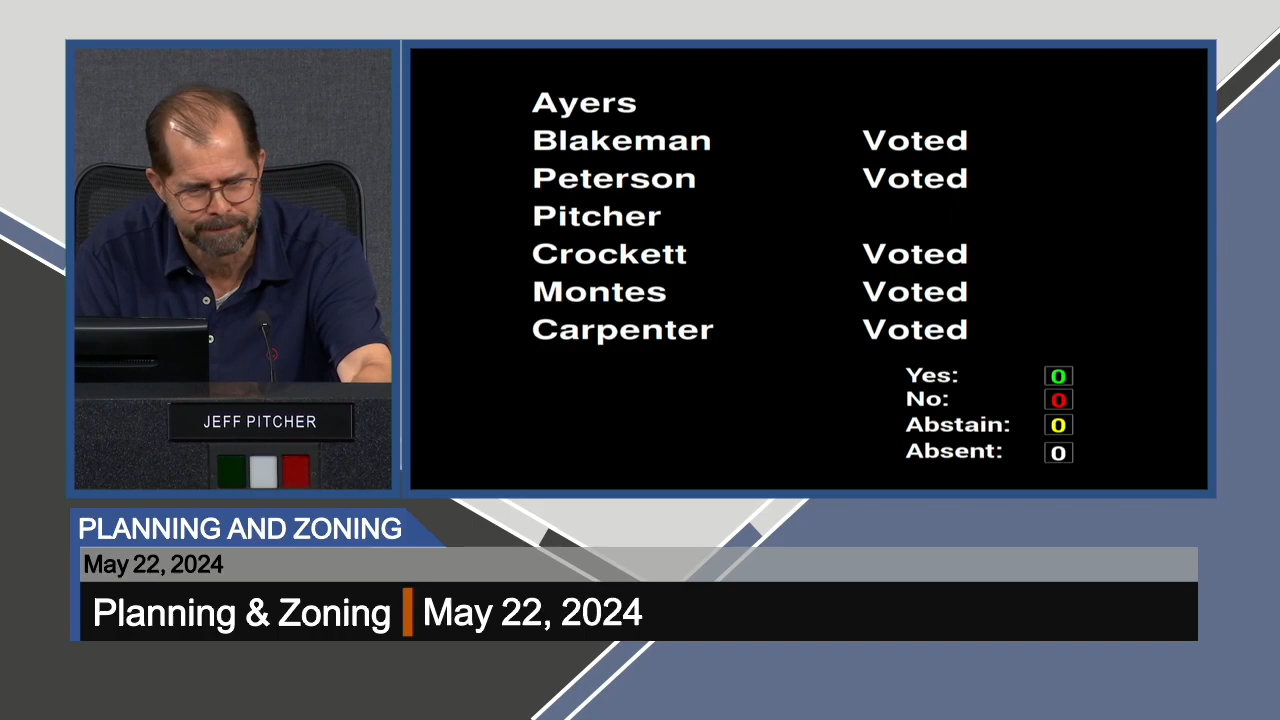 Ayers
Blakeman Voted
Peterson Voted
Pitcher
Crockett Voted
Montes Voted
Carpenter Voted
Yes: 0
No: 0
Abstain: 0
Absent: 0
JEFF PITCHER
PLANNING AND ZONING
May 22, 2024
Planning & Zoning May 22, 2024